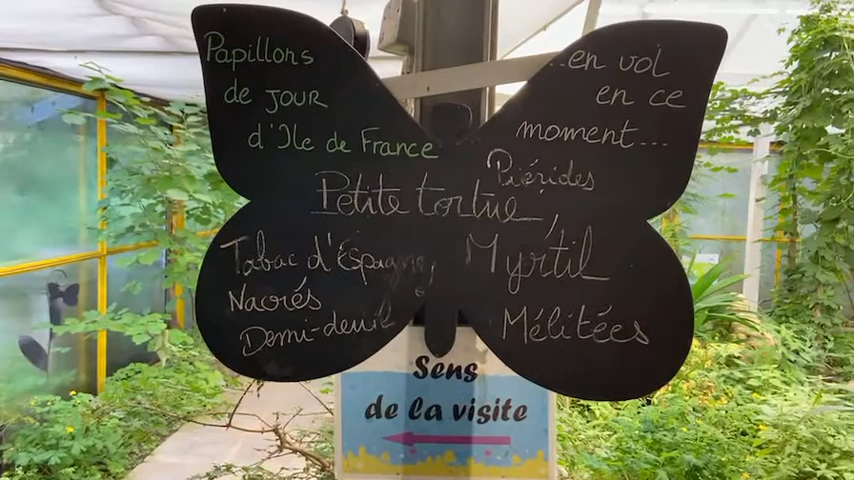 Papillons
de JOUR
d'Ile de France
...en vol
en ce
moment...
Piérides
Petite tortue,
Tabac d'Espagne,
Myrtil
Nacrés
Mélitées
Demi-deuil
Sens
de la visite